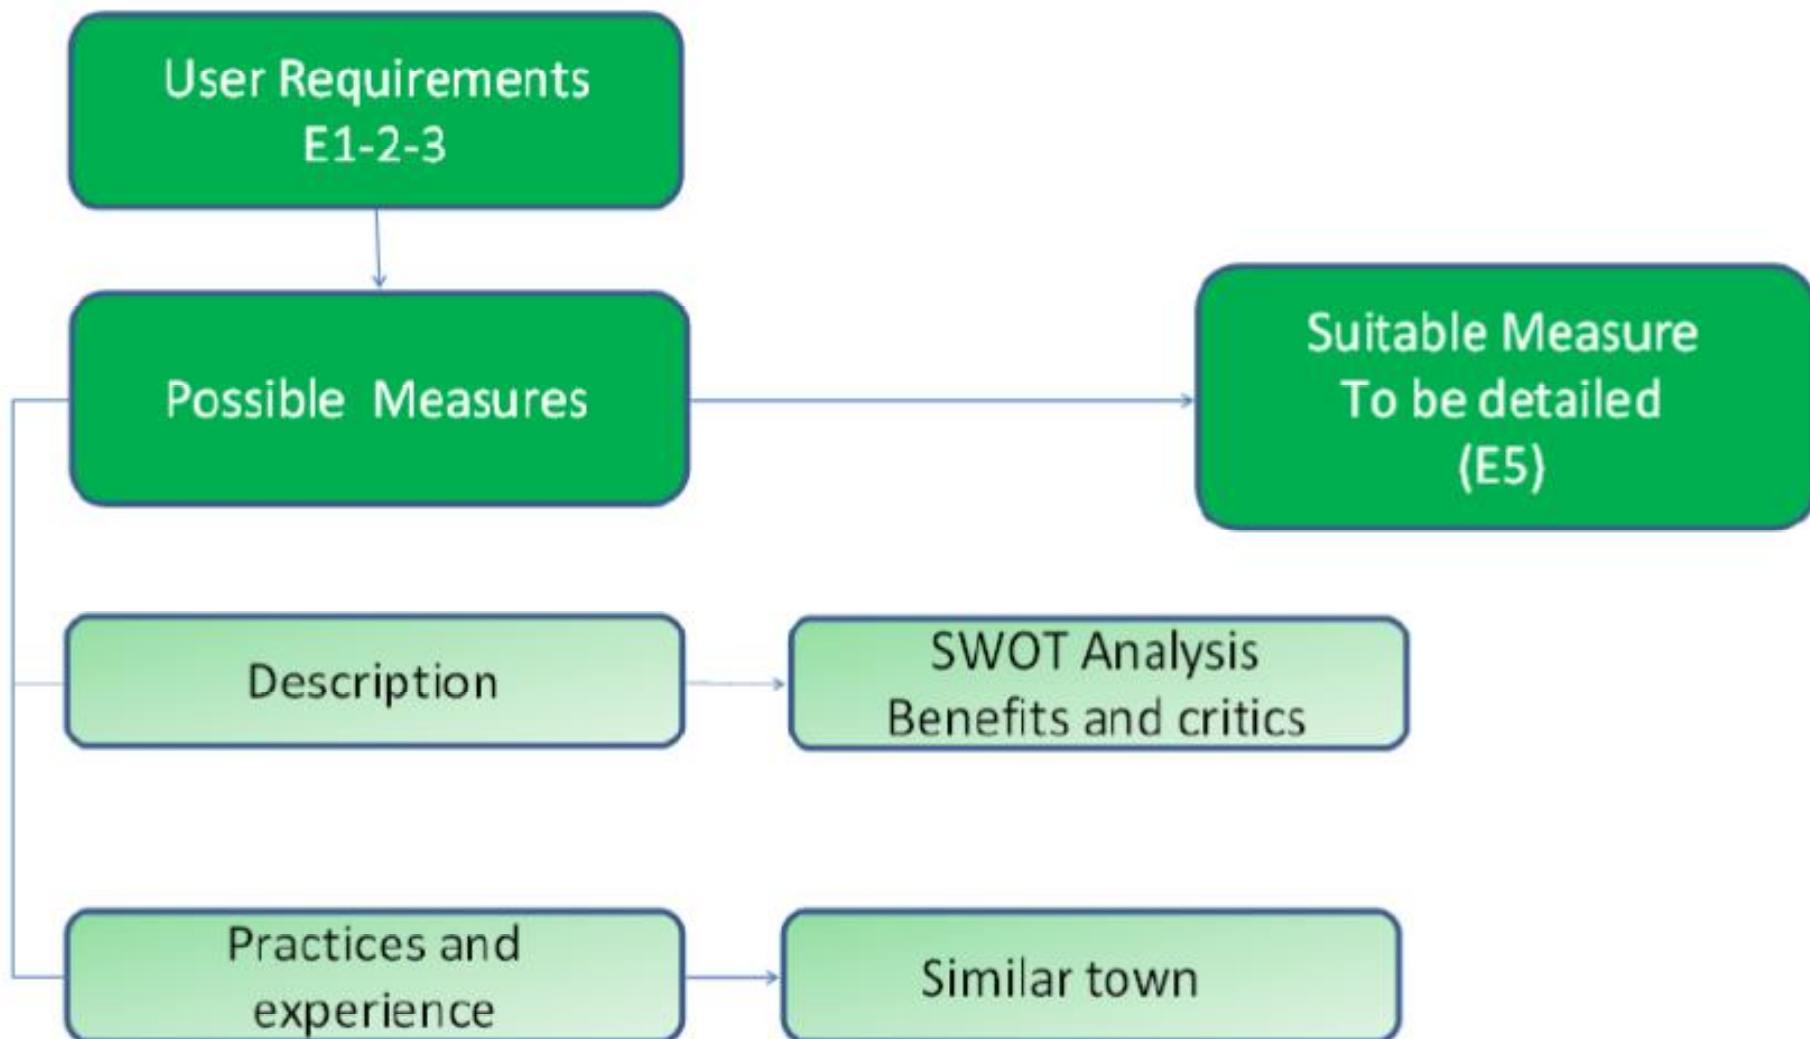 User Requirements
E1-2-3
Possible Measures
Suitable Measure
To be detailed
(E5)
Description
SWOT Analysis
Benefits and critics
Practices and
experience
Similar town